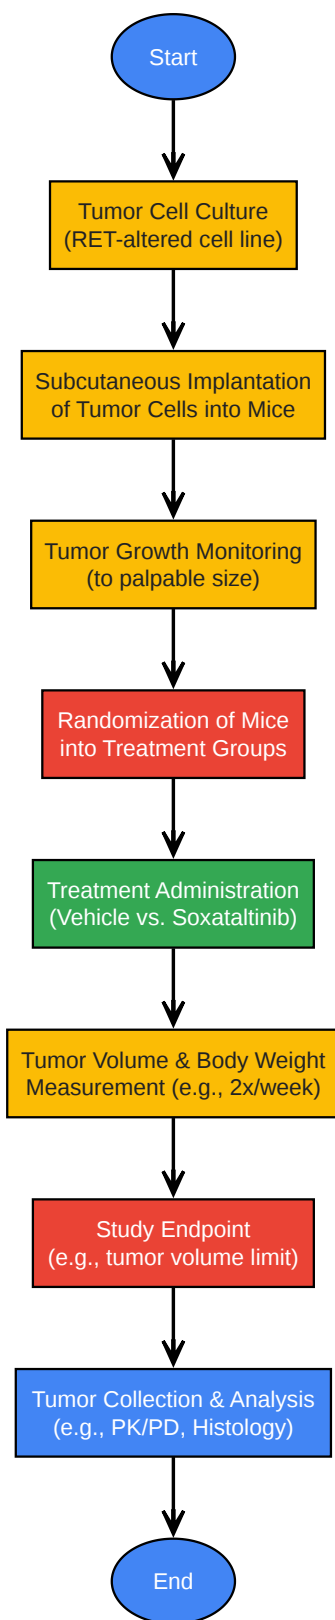 Start
Tumor Cell Culture
(RET-altered cell line)
Subcutaneous Implantation
of Tumor Cells into Mice
Tumor Growth Monitoring
(to palpable size)
Randomization of Mice
into Treatment Groups
Treatment Administration
(Vehicle vs. Soxataltinib)
Tumor Volume & Body Weight
Measurement (e.g., 2x/week)
Study Endpoint
(e.g., tumor volume limit)
Tumor Collection & Analysis
(e.g., PK/PD, Histology)
End